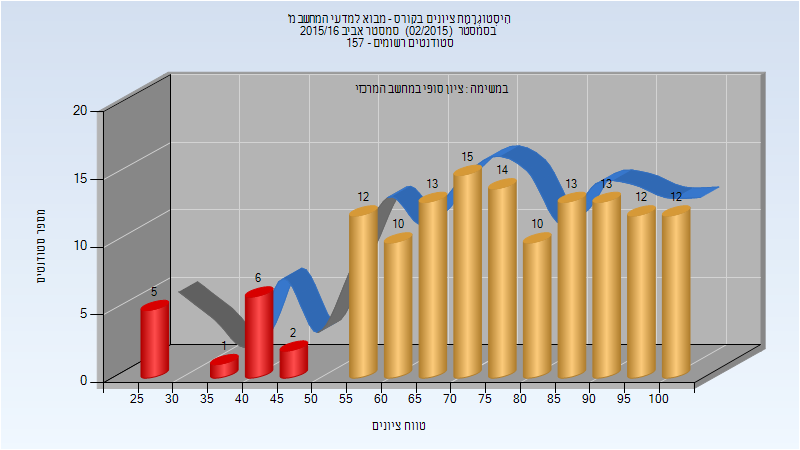 היסטוגרמת ציונים בקורס - מבוא למדעי המחשב מ'
בסמסטר (02/2015) סמסטר אביב 2015/16
סטודנטים רשומים - 157
במשימה : ציון סופי במחשב המרכזי
20
15
10
5
0
מספר סטודנטים
5
1
6
2
12
10
13
15
14
10
13
13
12
12
25 30 35 40 45 50 55 60 65 70 75 80 85 90 95 100
טווח ציונים